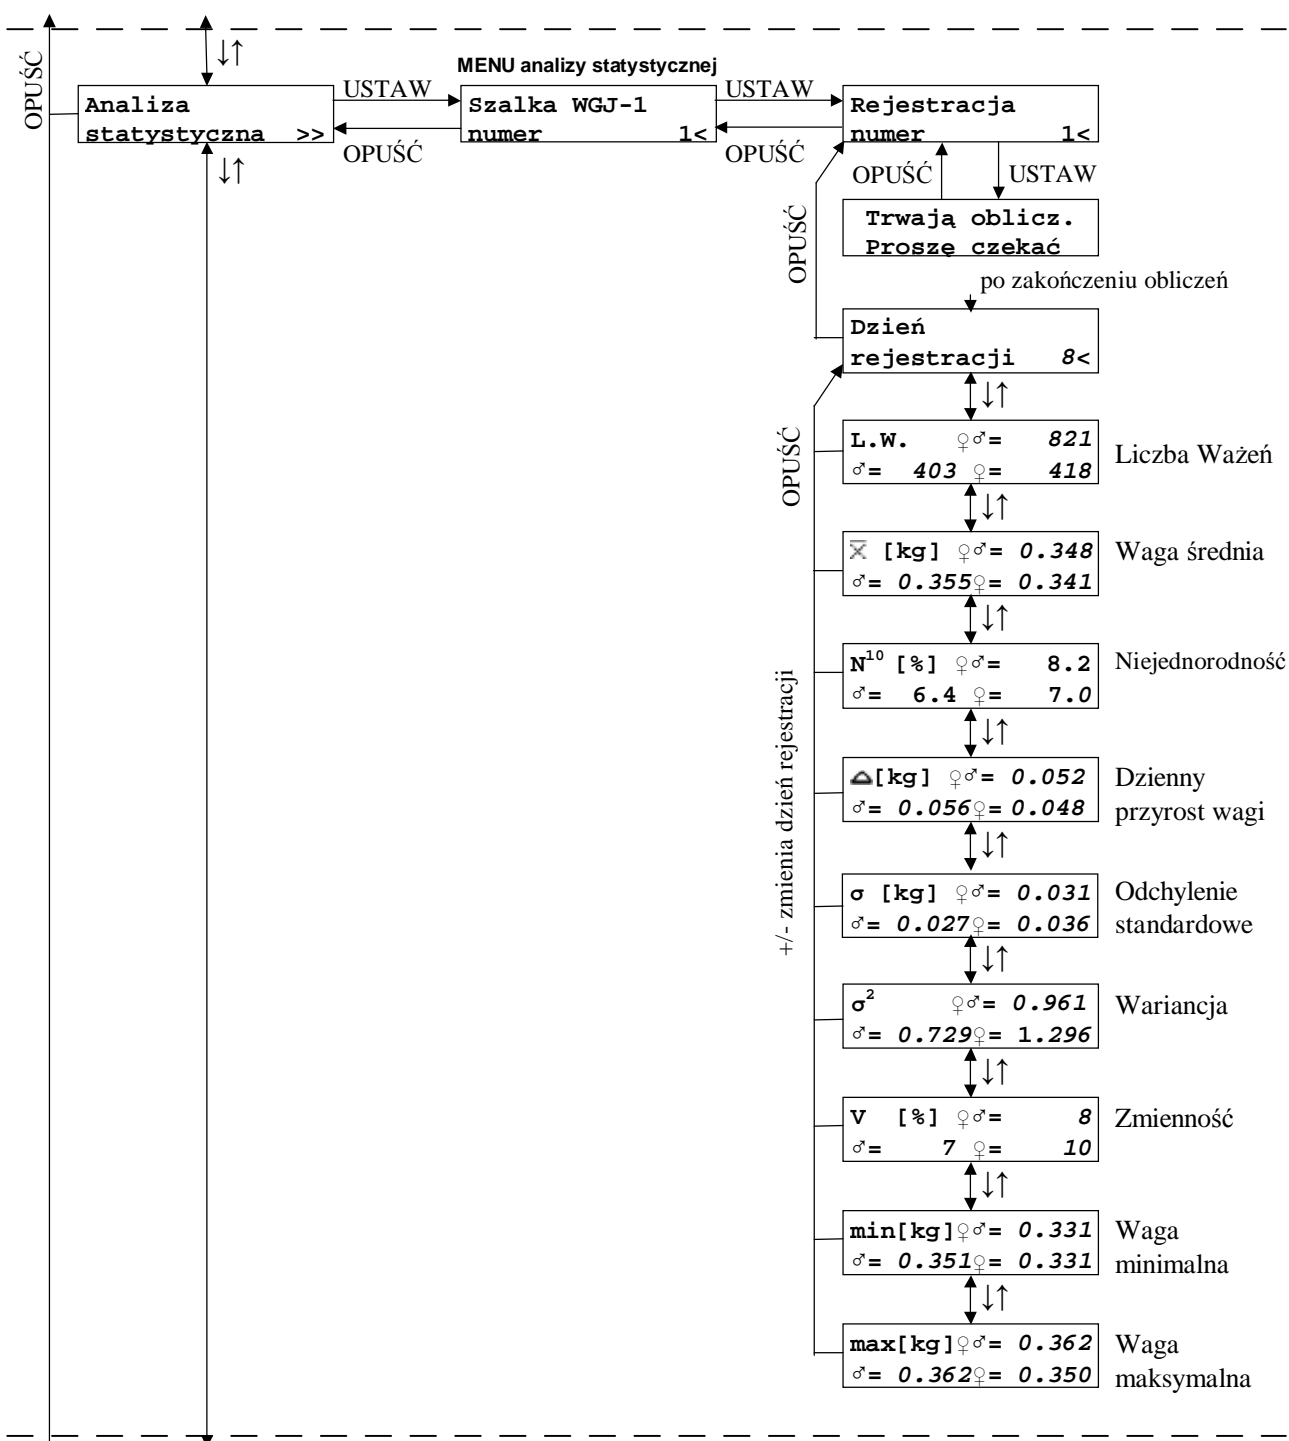 ↓↑
OPUŚĆ
MENU analizy statystycznej
Analiza
statystyczna >>
USTAW
OPUŚĆ
Szalka WGJ-1
numer 1<
USTAW
OPUŚĆ
Rejestracja
numer 1<
↓↑
OPUŚĆ
USTAW
Trwają oblicz.
Proszę czekać
OPUŚĆ
po zakończeniu obliczeń
Dzień
rejestracji 8<
↓↑
OPUŚĆ
L.W. ♀♂= 821
♂= 403 ♀= 418
Liczba Ważeń
↓↑
x̅ [kg] ♀♂= 0.348
♂= 0.355♀= 0.341
Waga średnia
↓↑
N¹⁰ [%] ♀♂= 8.2
♂= 6.4 ♀= 7.0
Niejednorodność
↓↑
+/- zmienia dzień rejestracji
△[kg] ♀♂= 0.052
♂= 0.056♀= 0.048
Dzienny
przyrost wagi
↓↑
σ [kg] ♀♂= 0.031
♂= 0.027♀= 0.036
Odchylenie
standardowe
↓↑
σ² ♀♂= 0.961
♂= 0.729♀= 1.296
Wariancja
↓↑
V [%] ♀♂= 8
♂= 7 ♀= 10
Zmienność
↓↑
min[kg]♀♂= 0.331
♂= 0.351♀= 0.331
Waga
minimalna
↓↑
max[kg]♀♂= 0.362
♂= 0.362♀= 0.350
Waga
maksymalna